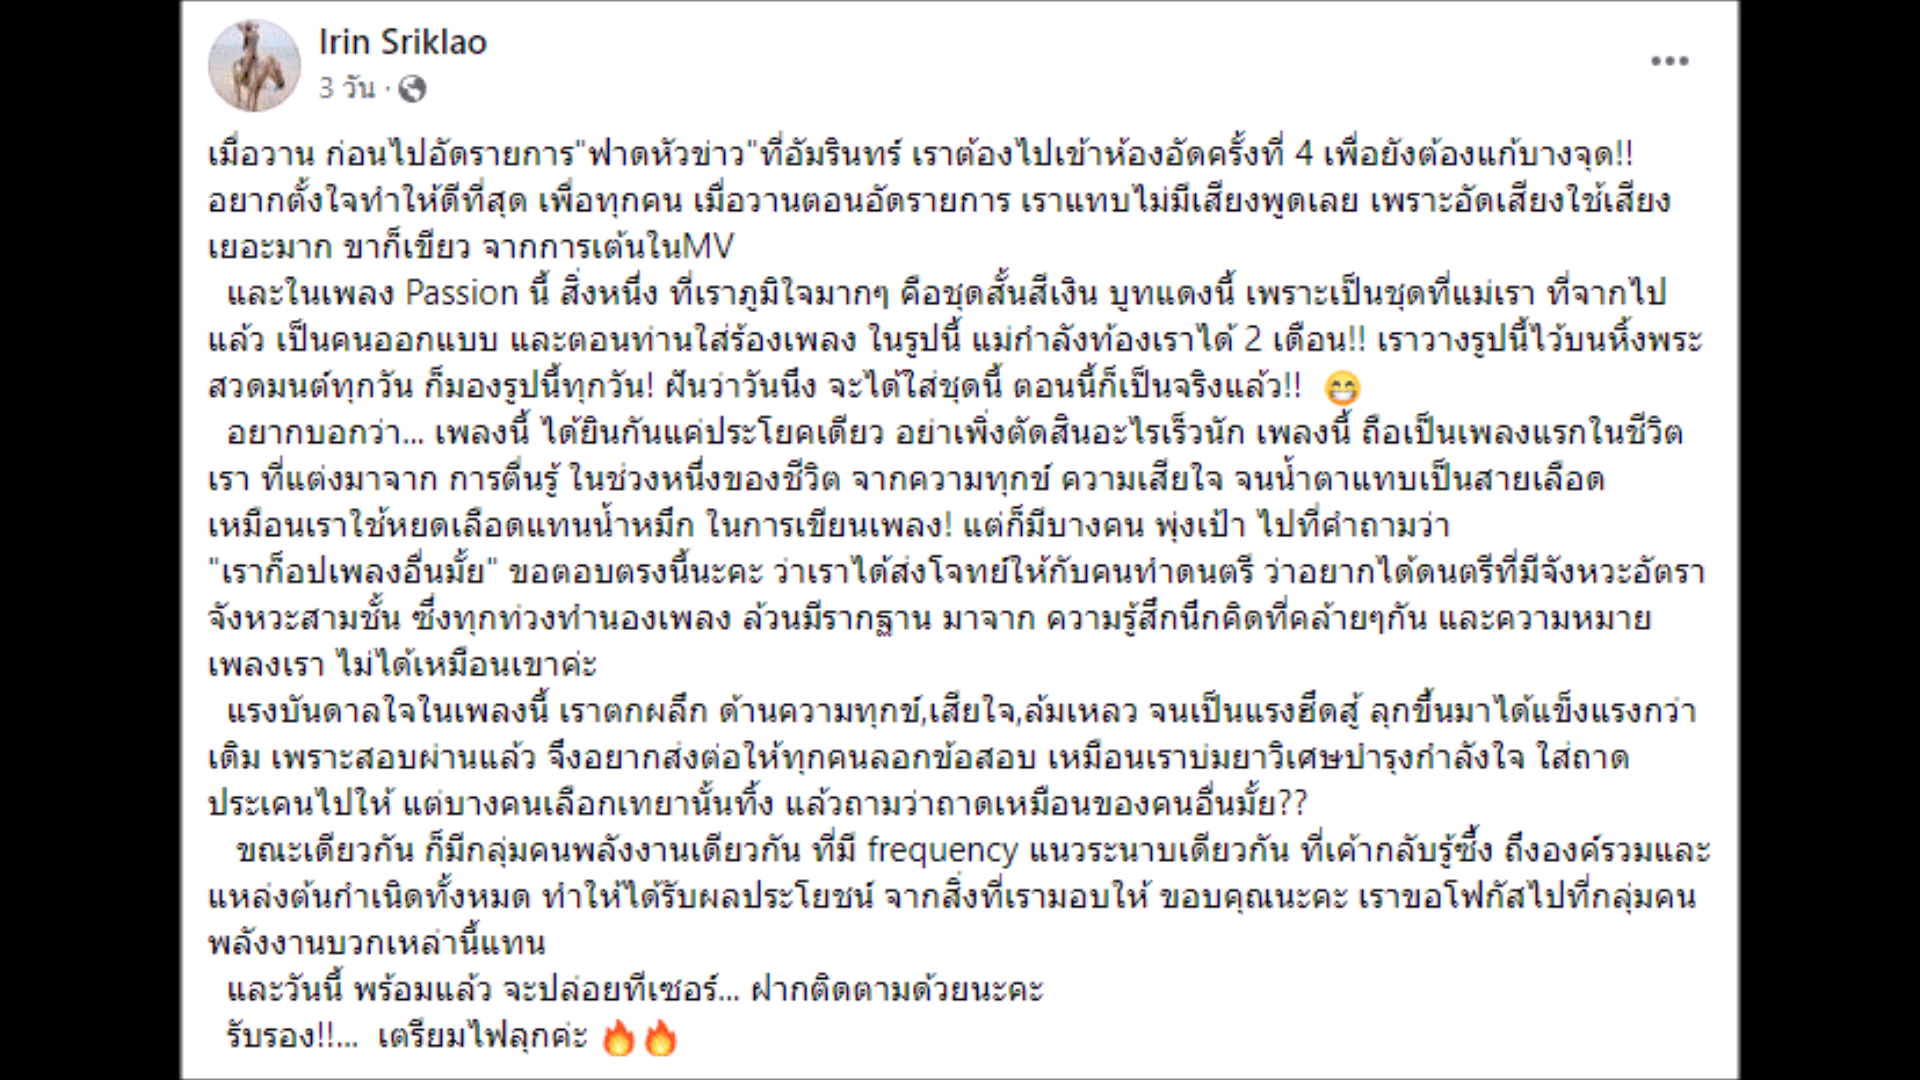 Irin Sriklao
3 วัน ·
เมื่อวาน ก่อนไปอัดรายการ"ฟาดหัวข่าว"ที่อัมรินทร์ เราต้องไปเข้าห้องอัดครั้งที่ 4 เพื่อยังต้องแก้บางจุด!!
อยากตั้งใจทำให้ดีที่สุด เพื่อทุกคน เมื่อวานตอนอัดรายการ เราแทบไม่มีเสียงพูดเลย เพราะอัดเสียงใช้เสียง
เยอะมาก ขาก็เขียว จากการเต้นในMV
และในเพลง Passion นี้ สิ่งหนึ่ง ที่เราภูมิใจมากๆ คือชุดสั้นสีเงิน บูทแดงนี้ เพราะเป็นชุดที่แม่เรา ที่จากไป
แล้ว เป็นคนออกแบบ และตอนท่านใส่ร้องเพลง ในรูปนี้ แม่กำลังท้องเราได้ 2 เดือน!! เราวางรูปนี้ไว้บนหิ้งพระ
สวดมนต์ทุกวัน ก็มองรูปนี้ทุกวัน! ฝันว่าวันนึง จะได้ใส่ชุดนี้ ตอนนี้ก็เป็นจริงแล้ว!! 😁
อยากบอกว่า... เพลงนี้ ได้ยินกันแค่ประโยคเดียว อย่าเพิ่งตัดสินอะไรเร็วนัก เพลงนี้ ถือเป็นเพลงแรกในชีวิต
เรา ที่แต่งมาจาก การตื่นรู้ ในช่วงหนึ่งของชีวิต จากความทุกข์ ความเสียใจ จนน้ำตาแทบเป็นสายเลือด
เหมือนเราใช้หยดเลือดแทนน้ำหมึก ในการเขียนเพลง! แต่ก็มีบางคน พุ่งเป้า ไปที่คำถามว่า
"เราก็อปเพลงอื่นมั้ย" ขอตอบตรงนี้นะคะ ว่าเราได้ส่งโจทย์ให้กับคนทำดนตรี ว่าอยากได้ดนตรีที่มีจังหวะอัตรา
จังหวะสามชั้น ซึ่งทุกท่วงทำนองเพลง ล้วนมีรากฐาน มาจาก ความรู้สึกนึกคิดที่คล้ายๆกัน และความหมาย
เพลงเรา ไม่ได้เหมือนเขาค่ะ
แรงบันดาลใจในเพลงนี้ เราตกผลึก ด้านความทุกข์,เสียใจ,ล้มเหลว จนเป็นแรงฮึดสู้ ลุกขึ้นมาได้แข็งแรงกว่า
เดิม เพราะสอบผ่านแล้ว จึงอยากส่งต่อให้ทุกคนลอกข้อสอบ เหมือนเราบ่มยาวิเศษบำรุงกำลังใจ ใส่ถาด
ประเคนไปให้ แต่บางคนเลือกเทยานั้นทิ้ง แล้วถามว่าถาดเหมือนของคนอื่นมั้ย??
ขณะเดียวกัน ก็มีกลุ่มคนพลังงานเดียวกัน ที่มี frequency แนวระนาบเดียวกัน ที่เค้ากลับรู้ซึ้ง ถึงองค์รวมและ
แหล่งต้นกำเนิดทั้งหมด ทำให้ได้รับผลประโยชน์ จากสิ่งที่เรามอบให้ ขอบคุณนะคะ เราขอโฟกัสไปที่กลุ่มคน
พลังงานบวกเหล่านี้แทน
และวันนี้ พร้อมแล้ว จะปล่อยทีเซอร์... ฝากติดตามด้วยนะคะ
รับรอง!!... เตรียมไฟลุกค่ะ 🔥🔥